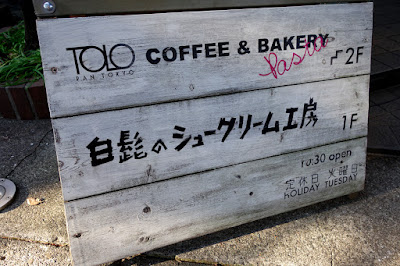 TOLO COFFEE & BAKERY
PAN TOKYO
Pasta 2F
白髭のシュークリーム工房 1F
10:30 open
定休日 火曜日
HOLIDAY TUESDAY